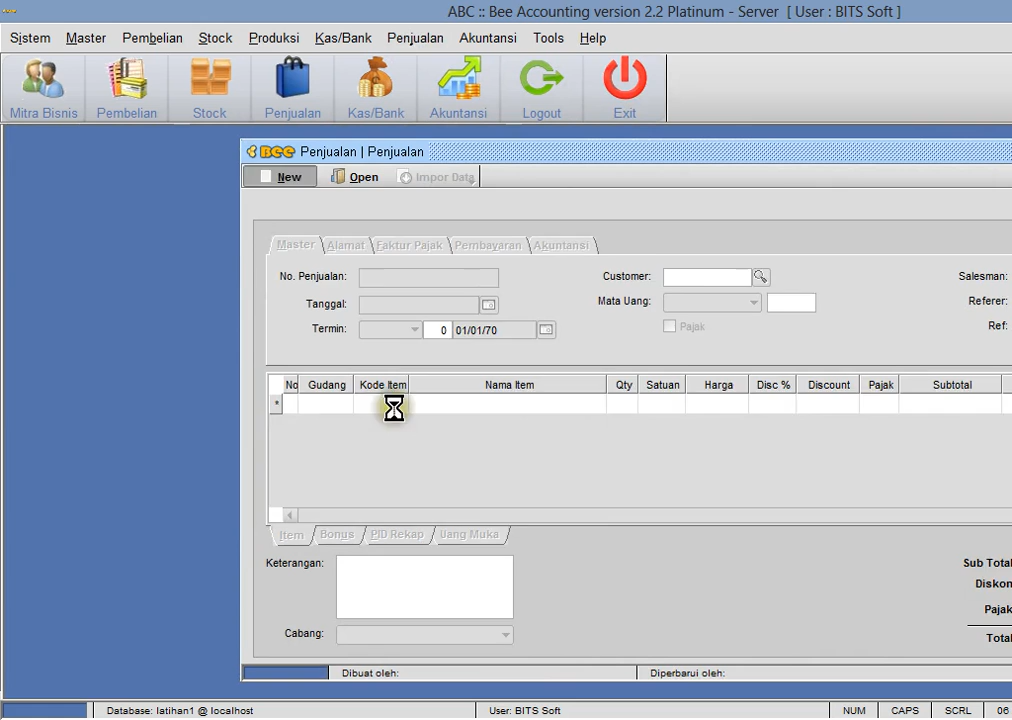 ABC :: Bee Accounting version 2.2 Platinum - Server [ User : BITS Soft ]
Sistem Master Pembelian Stock Produksi Kas/Bank Penjualan Akuntansi Tools Help
Mitra Bisnis Pembelian Stock Penjualan Kas/Bank Akuntansi Logout Exit
BEE Penjualan | Penjualan
New Open Impor Data
Master Alamat Faktur Pajak Pembayaran Akuntansi
No. Penjualan: Customer: Salesman:
Tanggal: Mata Uang: Referer:
Termin: 0 01/01/70 Pajak Ref:
No Gudang Kode Item Nama Item Qty Satuan Harga Disc % Discount Pajak Subtotal
*
Item Bonus PID Rekap Uang Muka
Keterangan: Sub Total
Diskon
Pajak
Cabang: Total
Dibuat oleh: Diperbarui oleh:
Database: latihan1 @ localhost User: BITS Soft NUM CAPS SCRL 06